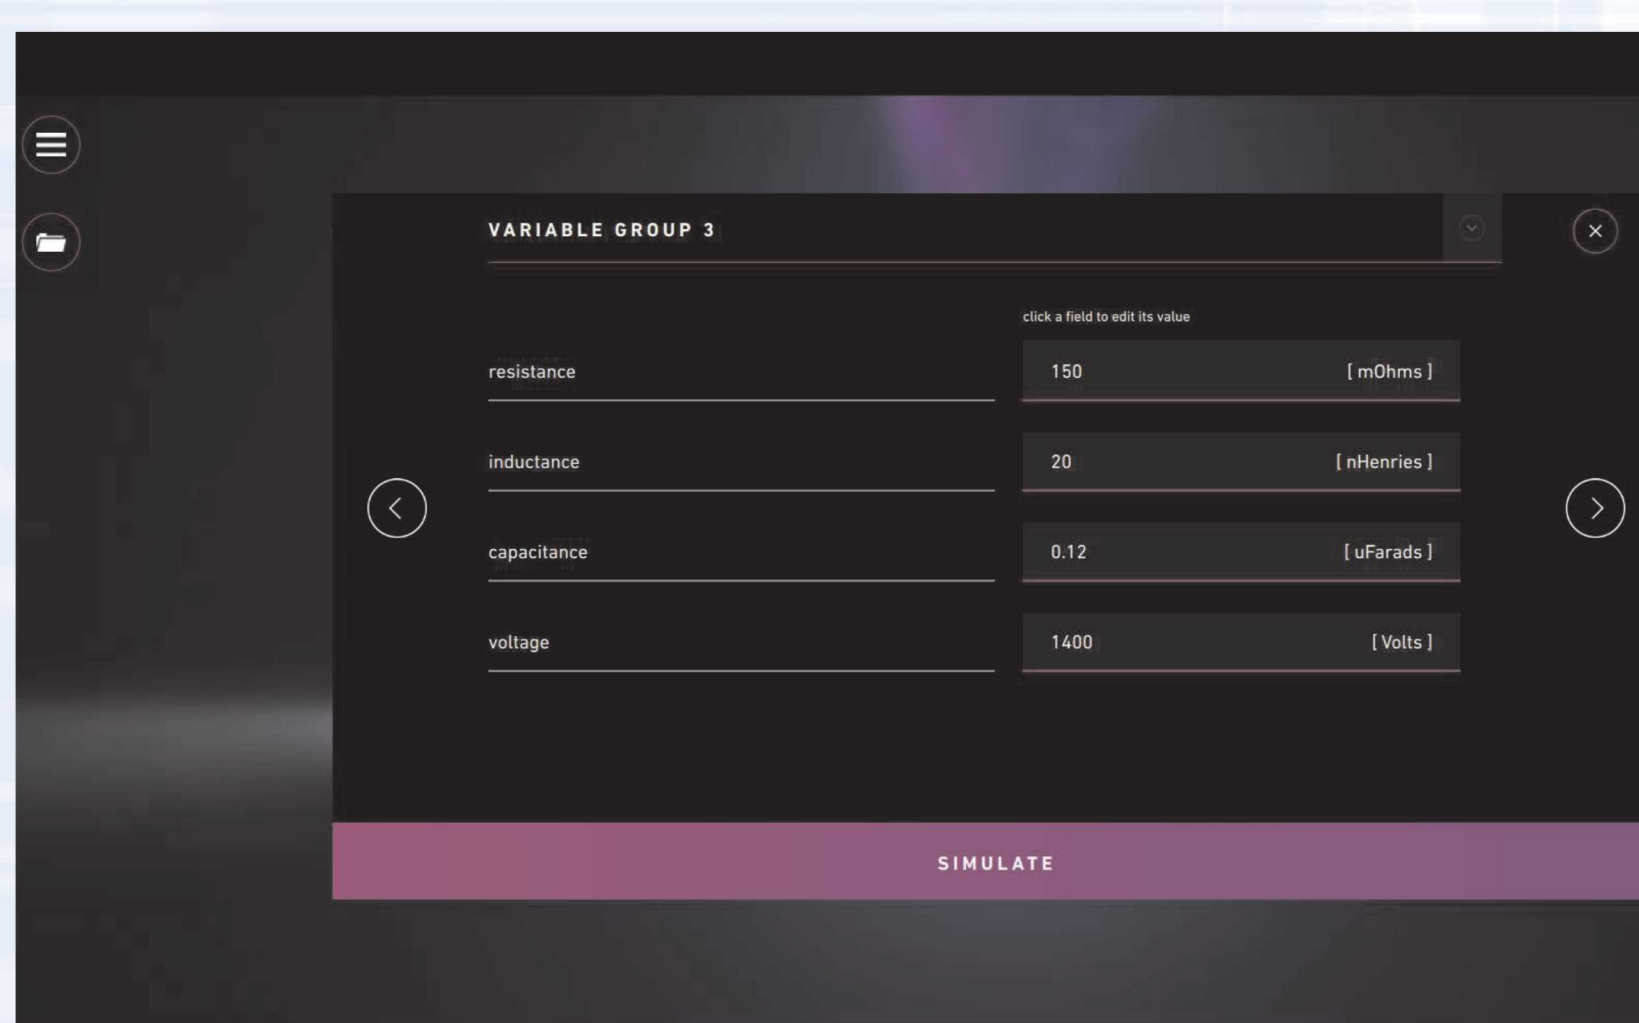 VARIABLE GROUP 3
click a field to edit its value
resistance 150 [ mOhms ]
inductance 20 [ nHenries ]
capacitance 0.12 [ uFarads ]
voltage 1400 [ Volts ]
SIMULATE